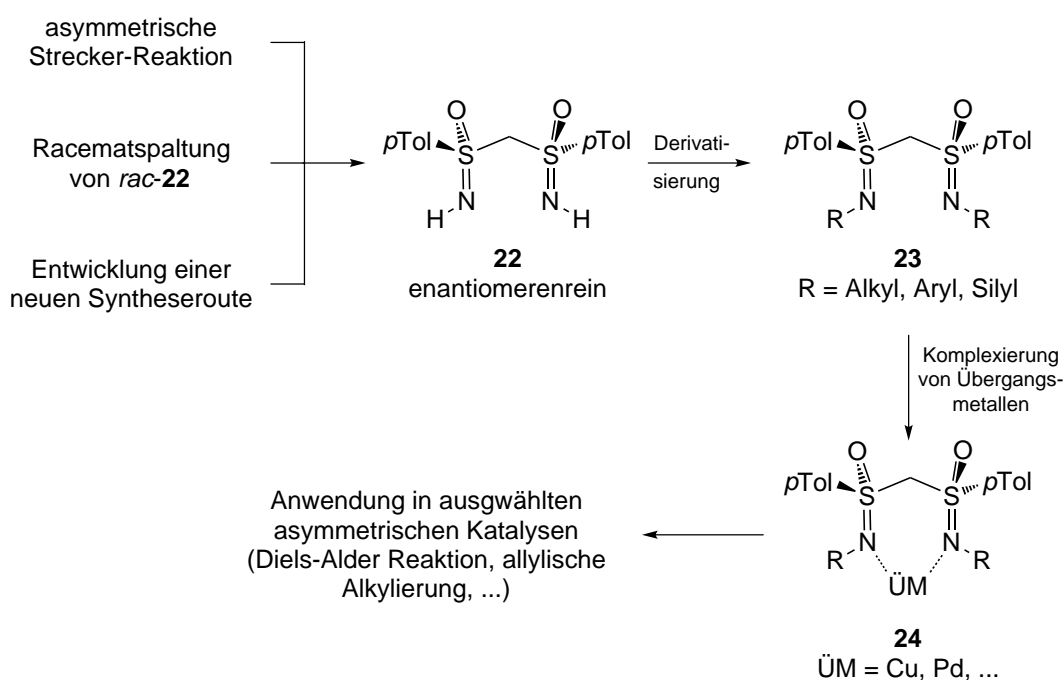 asymmetrische
Strecker-Reaktion
Racematspaltung
von rac-22
Entwicklung einer
neuen Syntheseroute
O O
pTol S S pTol
N N
H H
22
enantiomerenrein
Derivati-
sierung
O O
pTol S S pTol
N N
R R
23
R = Alkyl, Aryl, Silyl
Komplexierung
von Übergangs-
metallen
O O
pTol S S pTol
N N
R R
ÜM
24
ÜM = Cu, Pd, ...
Anwendung in ausgwählten
asymmetrischen Katalysen
(Diels-Alder Reaktion, allylische
Alkylierung, ...)